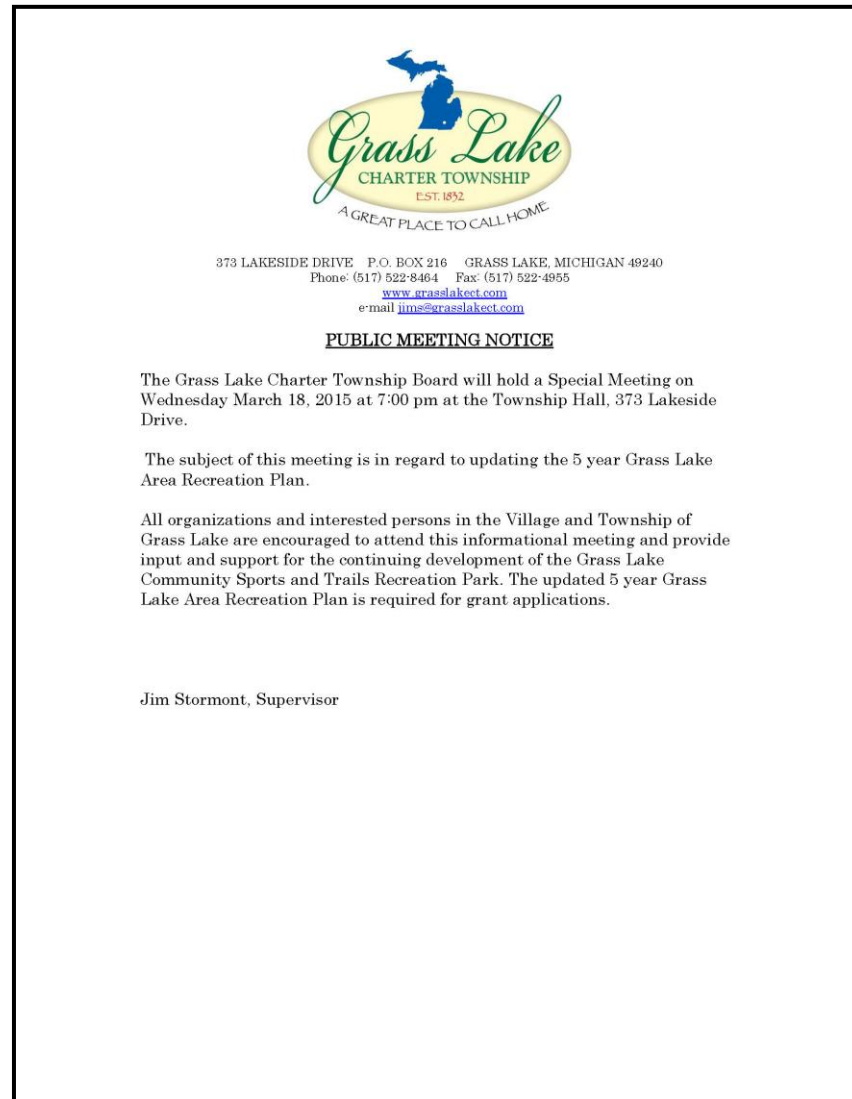 Grass Lake
CHARTER TOWNSHIP
EST. 1832
A GREAT PLACE TO CALL HOME
373 LAKESIDE DRIVE P.O. BOX 216 GRASS LAKE, MICHIGAN 49240
Phone: (517) 522-8464 Fax: (517) 522-4955
www.grasslakect.com
e-mail jims@grasslakect.com
PUBLIC MEETING NOTICE
The Grass Lake Charter Township Board will hold a Special Meeting on
Wednesday March 18, 2015 at 7:00 pm at the Township Hall, 373 Lakeside
Drive.
The subject of this meeting is in regard to updating the 5 year Grass Lake
Area Recreation Plan.
All organizations and interested persons in the Village and Township of
Grass Lake are encouraged to attend this informational meeting and provide
input and support for the continuing development of the Grass Lake
Community Sports and Trails Recreation Park. The updated 5 year Grass
Lake Area Recreation Plan is required for grant applications.
Jim Stormont, Supervisor